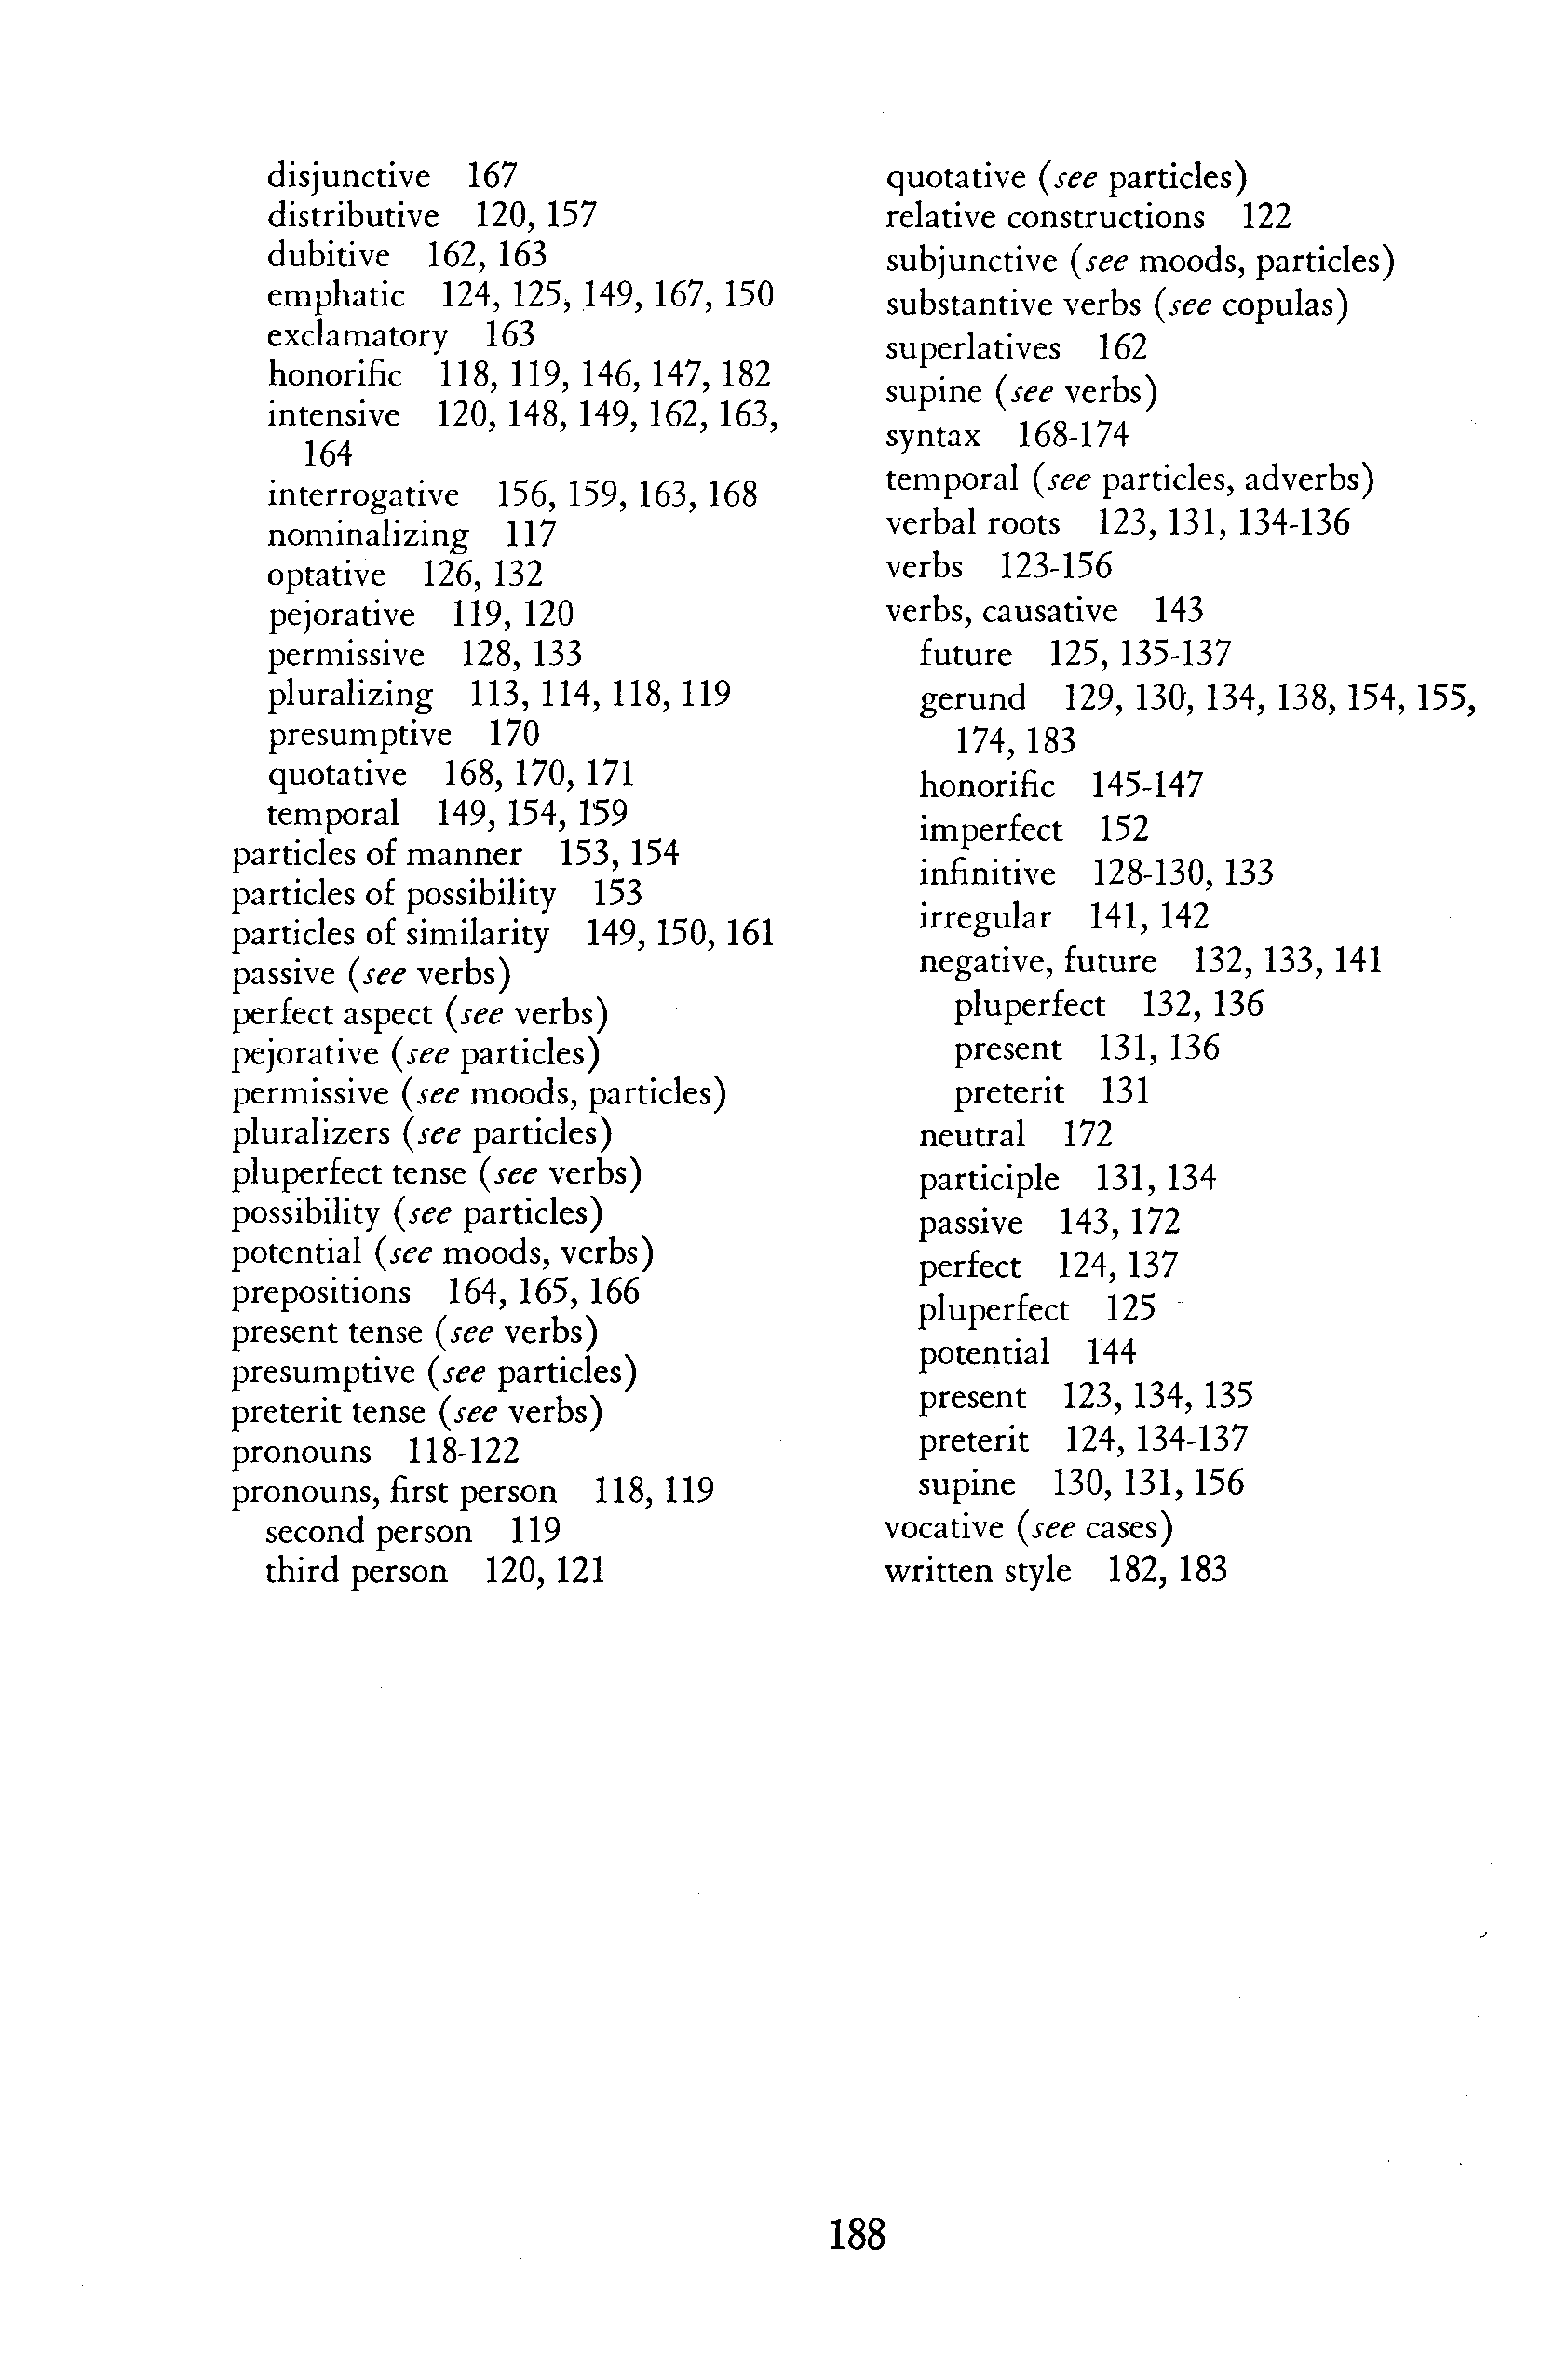 disjunctive 167
distributive 120, 157
dubitive 162, 163
emphatic 124, 125, 149, 167, 150
exclamatory 163
honorific 118, 119, 146, 147, 182
intensive 120, 148, 149, 162, 163,
164
interrogative 156, 159, 163, 168
nominalizing 117
optative 126, 132
pejorative 119, 120
permissive 128, 133
pluralizing 113, 114, 118, 119
presumptive 170
quotative 168, 170, 171
temporal 149, 154, 159
particles of manner 153, 154
particles of possibility 153
particles of similarity 149, 150, 161
passive (see verbs)
perfect aspect (see verbs)
pejorative (see particles)
permissive (see moods, particles)
pluralizers (see particles)
pluperfect tense (see verbs)
possibility (see particles)
potential (see moods, verbs)
prepositions 164, 165, 166
present tense (see verbs)
presumptive (see particles)
preterit tense (see verbs)
pronouns 118-122
pronouns, first person 118, 119
second person 119
third person 120, 121
quotative (see particles)
relative constructions 122
subjunctive (see moods, particles)
substantive verbs (see copulas)
superlatives 162
supine (see verbs)
syntax 168-174
temporal (see particles, adverbs)
verbal roots 123, 131, 134-136
verbs 123-156
verbs, causative 143
future 125, 135-137
gerund 129, 130, 134, 138, 154, 155,
174, 183
honorific 145-147
imperfect 152
infinitive 128-130, 133
irregular 141, 142
negative, future 132, 133, 141
pluperfect 132, 136
present 131, 136
preterit 131
neutral 172
participle 131, 134
passive 143, 172
perfect 124, 137
pluperfect 125
potential 144
present 123, 134, 135
preterit 124, 134-137
supine 130, 131, 156
vocative (see cases)
written style 182, 183
188